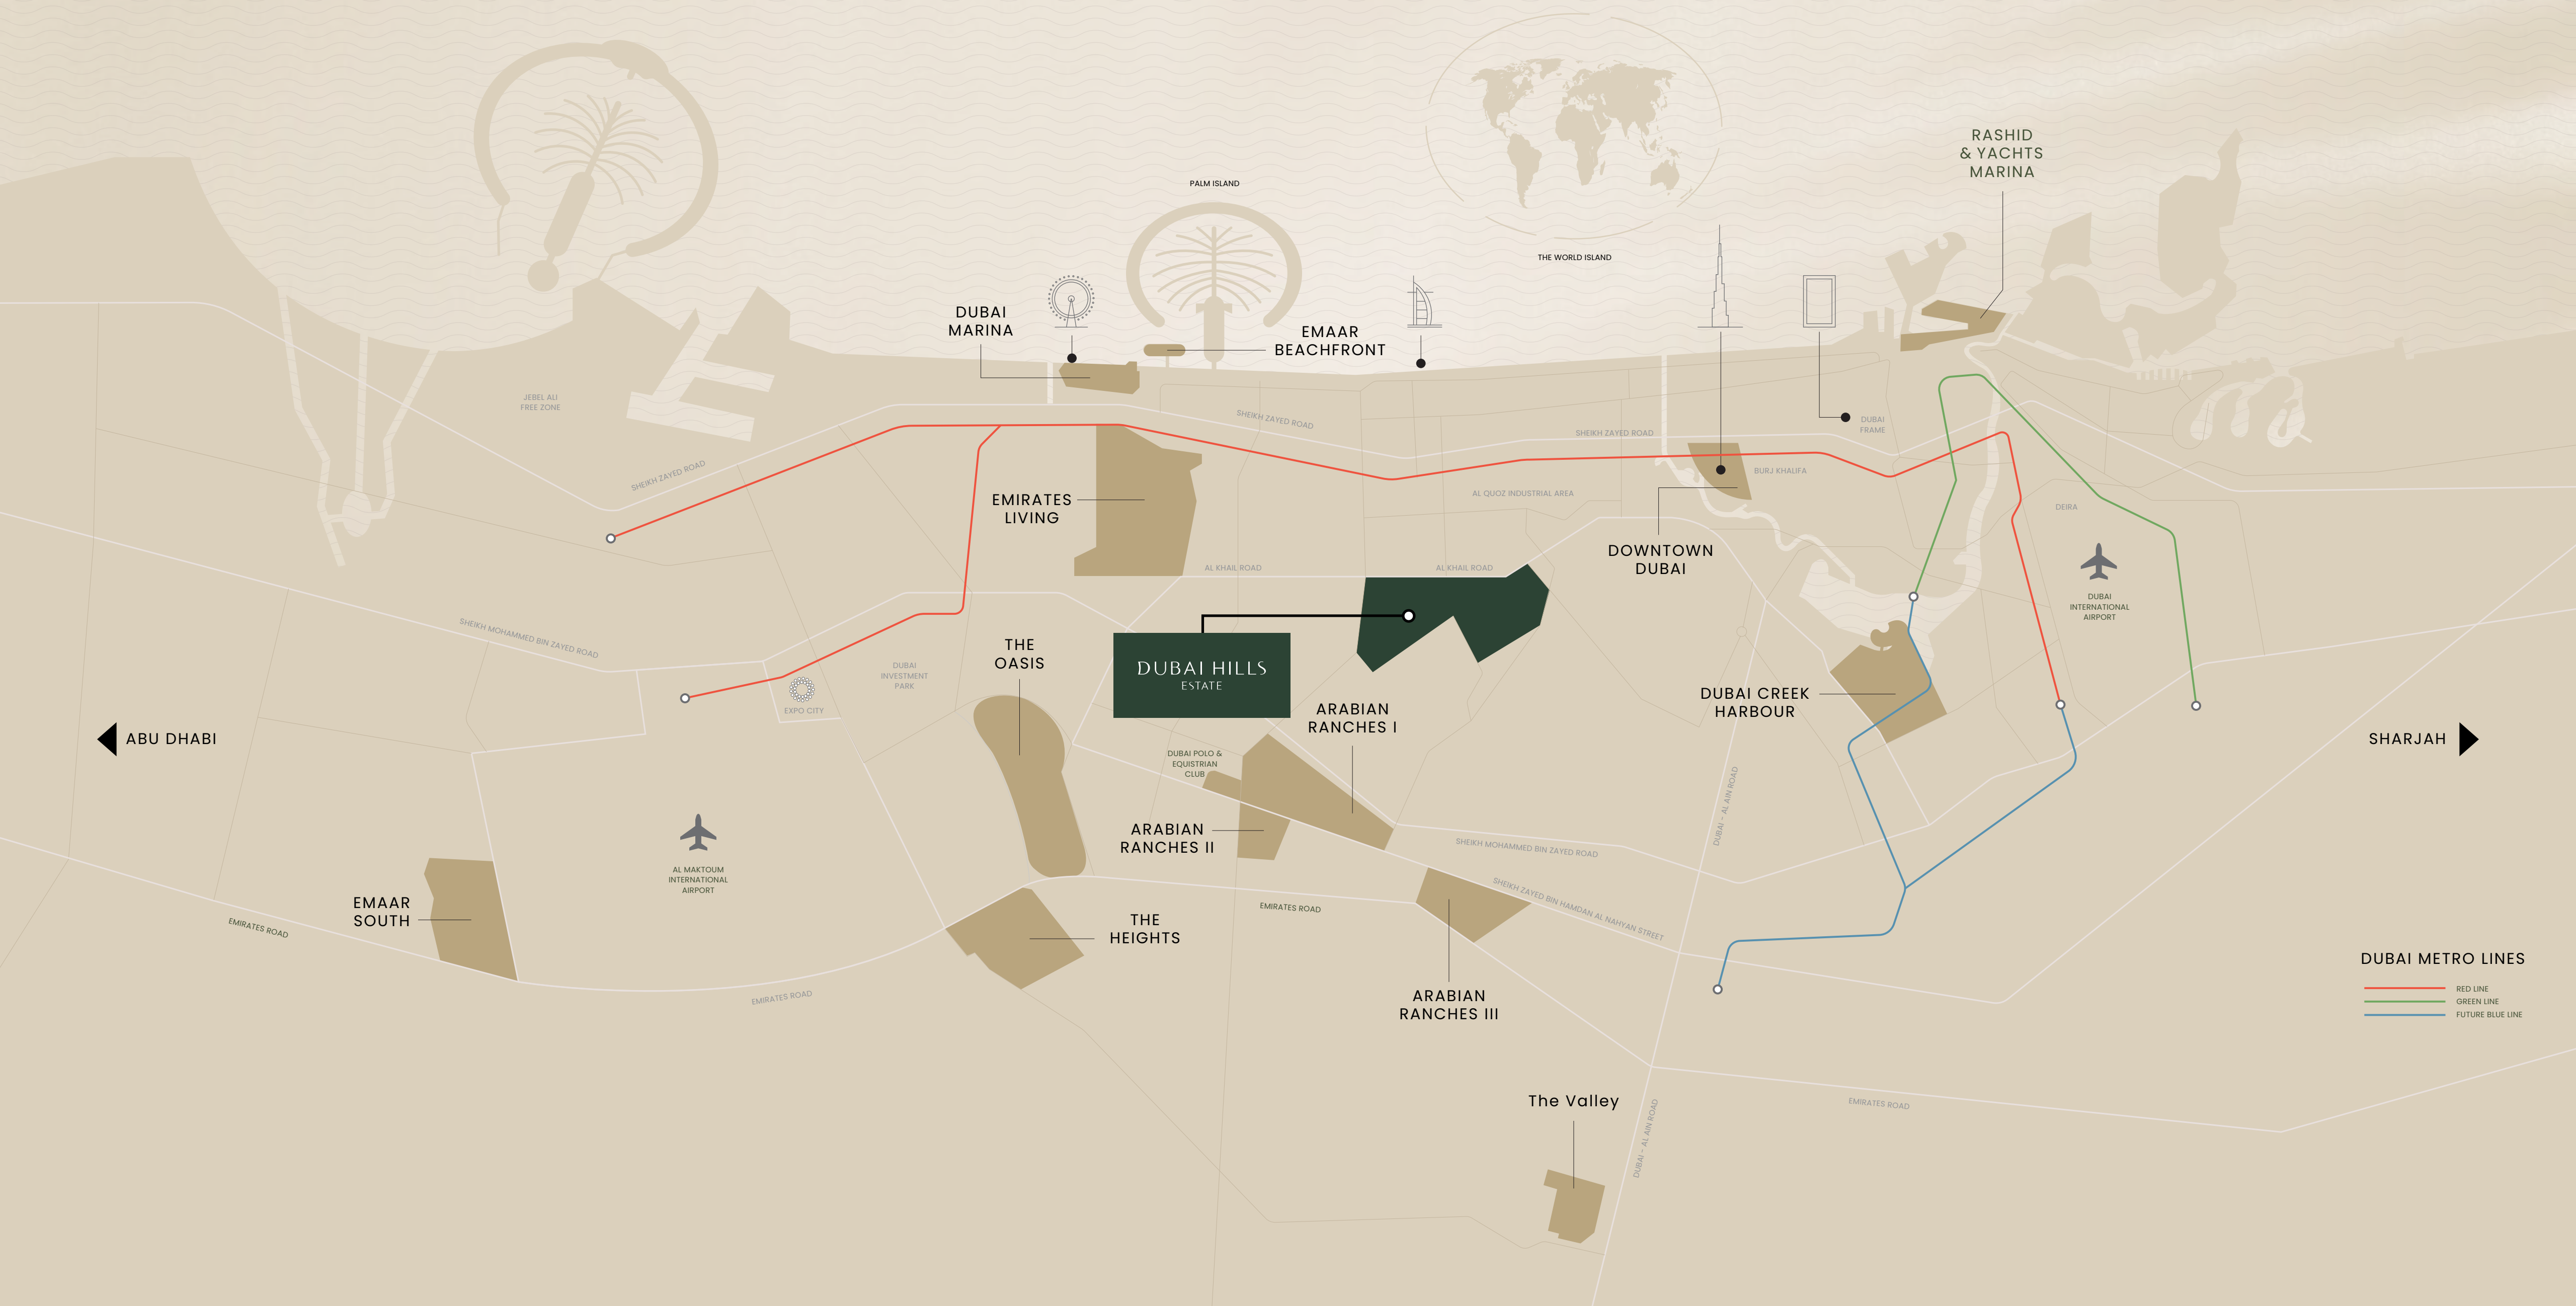 RASHID
& YACHTS
MARINA
PALM ISLAND
THE WORLD ISLAND
DUBAI
MARINA
EMAAR
BEACHFRONT
JEBEL ALI
FREE ZONE
SHEIKH ZAYED ROAD
SHEIKH ZAYED ROAD
SHEIKH ZAYED ROAD
DUBAI
FRAME
BURJ KHALIFA
EMIRATES
LIVING
AL QUOZ INDUSTRIAL AREA
DEIRA
DOWNTOWN
DUBAI
AL KHAIL ROAD
AL KHAIL ROAD
DUBAI
INTERNATIONAL
AIRPORT
SHEIKH MOHAMMED BIN ZAYED ROAD
THE
OASIS
DUBAI
INVESTMENT
PARK
DUBAI HILLS
ESTATE
EXPO CITY
DUBAI CREEK
HARBOUR
ARABIAN
RANCHES I
ABU DHABI
SHARJAH
DUBAI POLO &
EQUISTRIAN
CLUB
DUBAI - AL AIN ROAD
ARABIAN
RANCHES II
SHEIKH MOHAMMED BIN ZAYED ROAD
AL MAKTOUM
INTERNATIONAL
AIRPORT
SHEIKH ZAYED BIN HAMDAN AL NAHYAN STREET
EMAAR
SOUTH
EMIRATES ROAD
EMIRATES ROAD
THE
HEIGHTS
EMIRATES ROAD
ARABIAN
RANCHES III
DUBAI METRO LINES
RED LINE
GREEN LINE
FUTURE BLUE LINE
The Valley
EMIRATES ROAD
DUBAI - AL AIN ROAD